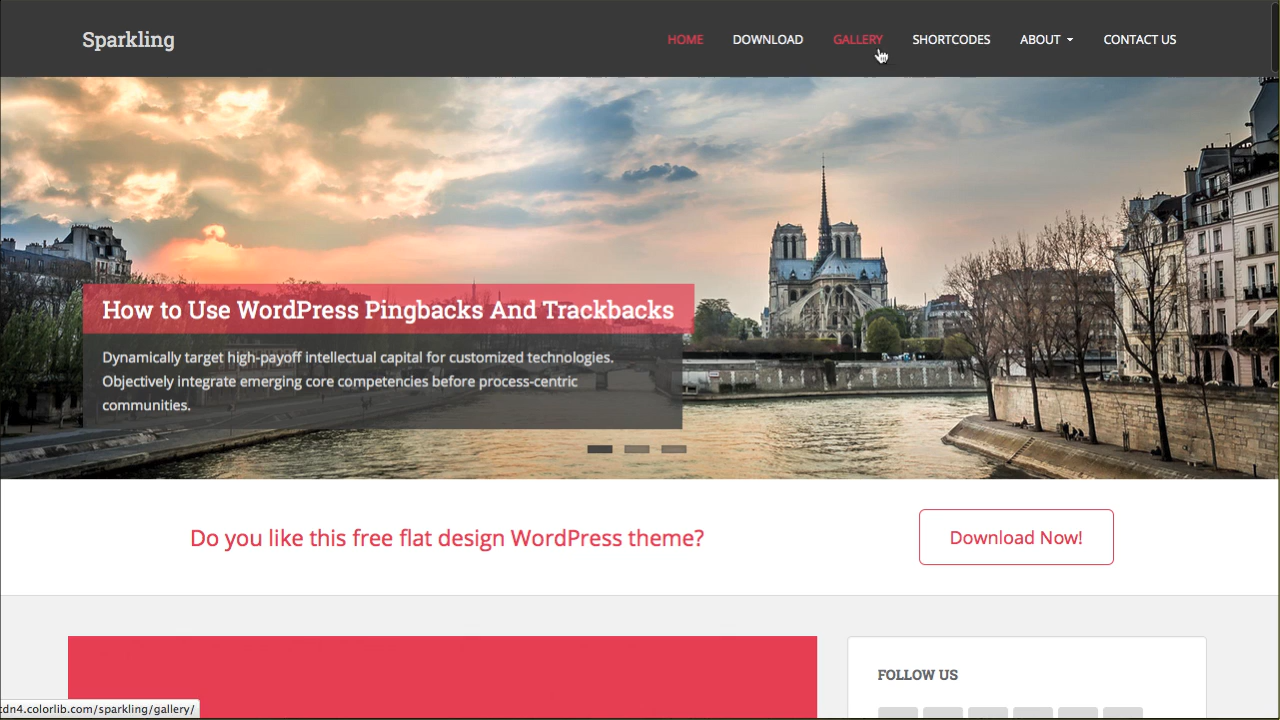 Sparkling
HOME
DOWNLOAD
GALLERY
SHORTCODES
ABOUT
CONTACT US
How to Use WordPress Pingbacks And Trackbacks
Dynamically target high-payoff intellectual capital for customized technologies.
Objectively integrate emerging core competencies before process-centric
communities.
Do you like this free flat design WordPress theme?
Download Now!
FOLLOW US
cdn4.colorlib.com/sparkling/gallery/